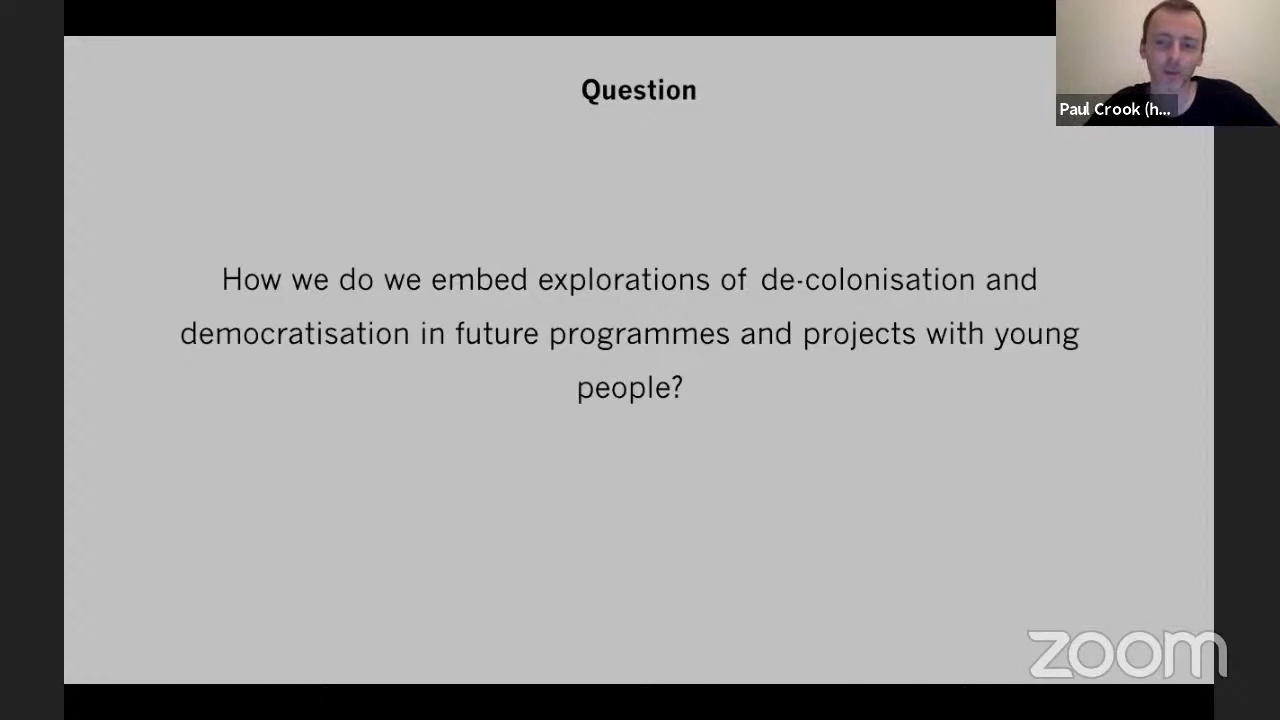 Question
Paul Crook (h...
How we do we embed explorations of de-colonisation and
democratisation in future programmes and projects with young
people?
zoom